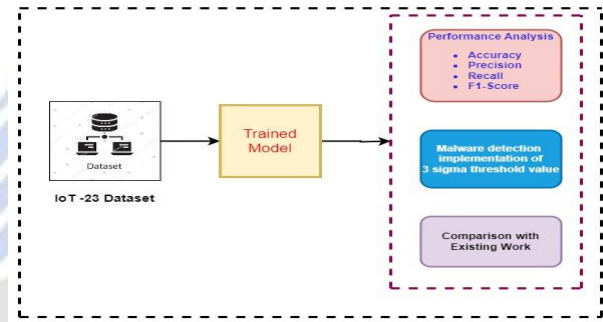 Performance Analysis
• Accuracy
• Precision
• Recall
• F1-Score
Dataset
IoT -23 Dataset
Trained
Model
Malware detection
implementation of
3 sigma threshold value
Comparison with
Existing Work